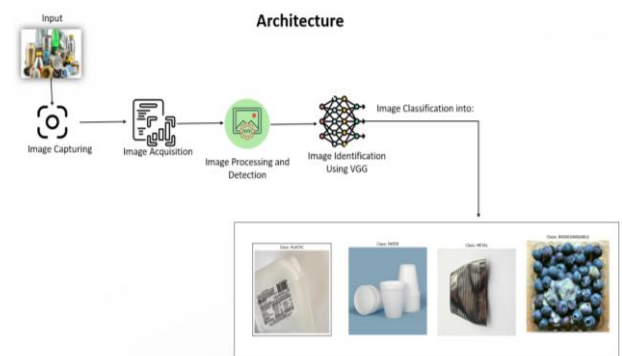 Architecture
Input
Image Capturing
Image Acquisition
Image Processing and
Detection
Image Identification
Using VGG
Image Classification into:
Class: PLASTIC
Class: PAPER
Class: METAL
Class: BIODEGRADABLE